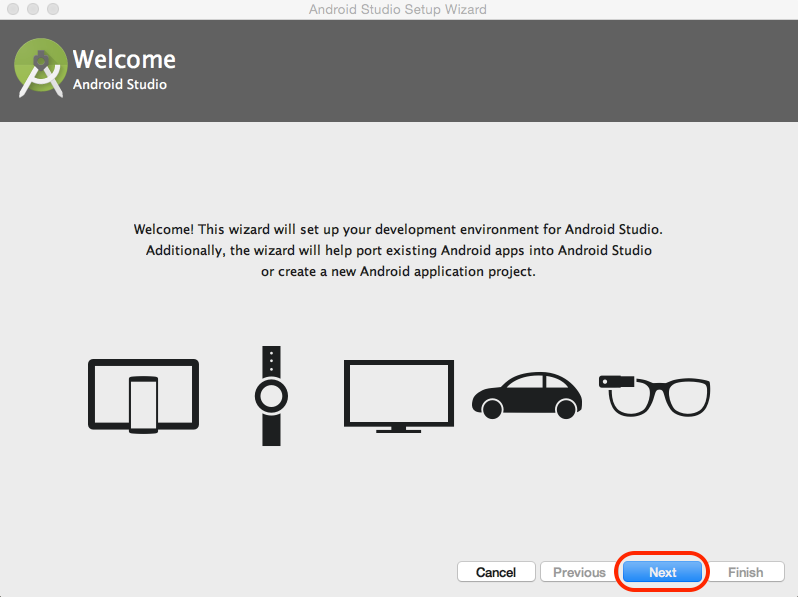 Android Studio Setup Wizard
Welcome
Android Studio
Welcome! This wizard will set up your development environment for Android Studio.
Additionally, the wizard will help port existing Android apps into Android Studio
or create a new Android application project.
Cancel Previous Next Finish